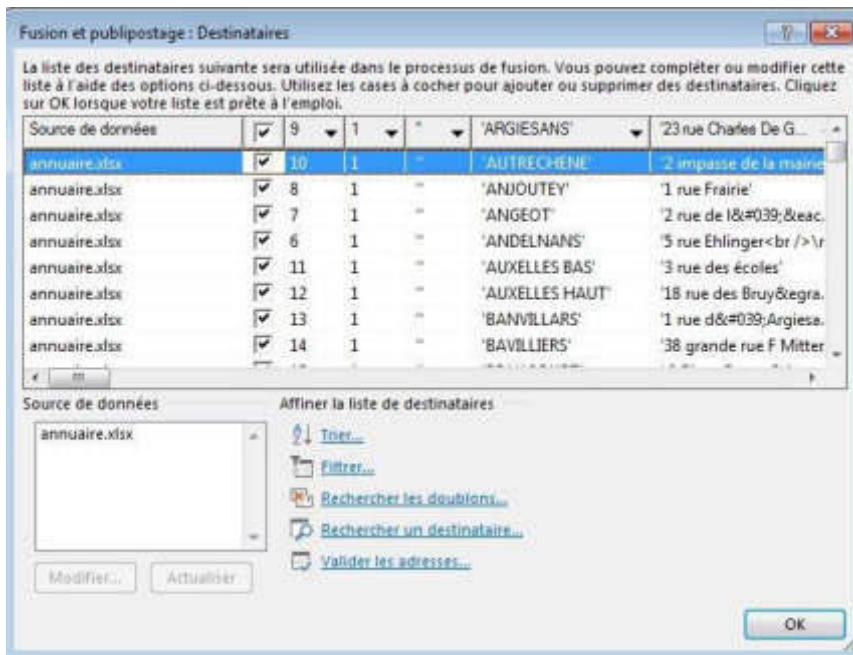 Fusion et publipostage : Destinataires
La liste des destinataires suivante sera utilisée dans le processus de fusion. Vous pouvez compléter ou modifier cette
liste à l'aide des options ci-dessous. Utilisez les cases à cocher pour ajouter ou supprimer des destinataires. Cliquez
sur OK lorsque votre liste est prête à l'emploi.
Source de données 9 1 '' 'ARGIESANS' '23 rue Charles De G...
annuaire.xlsx 10 1 '' 'AUTRECHENE' '2 impasse de la mairie
annuaire.xlsx 8 1 '' 'ANJOUTEY' '1 rue Frairie'
annuaire.xlsx 7 1 '' 'ANGEOT' '2 rue de l&#039;&eac.
annuaire.xlsx 6 1 '' 'ANDELNANS' '5 rue Ehlinger<br />\r
annuaire.xlsx 11 1 '' 'AUXELLES BAS' '3 rue des écoles'
annuaire.xlsx 12 1 '' 'AUXELLES HAUT' '18 rue des Bruy&egra.
annuaire.xlsx 13 1 '' 'BANVILLARS' '1 rue d&#039;Argiesa.
annuaire.xlsx 14 1 '' 'BAVILLIERS' '38 grande rue F Mitter
Source de données
annuaire.xlsx
Modifier... Actualiser
Affiner la liste de destinataires
Trier...
Filtrer...
Rechercher les doublons...
Rechercher un destinataire...
Valider les adresses...
OK